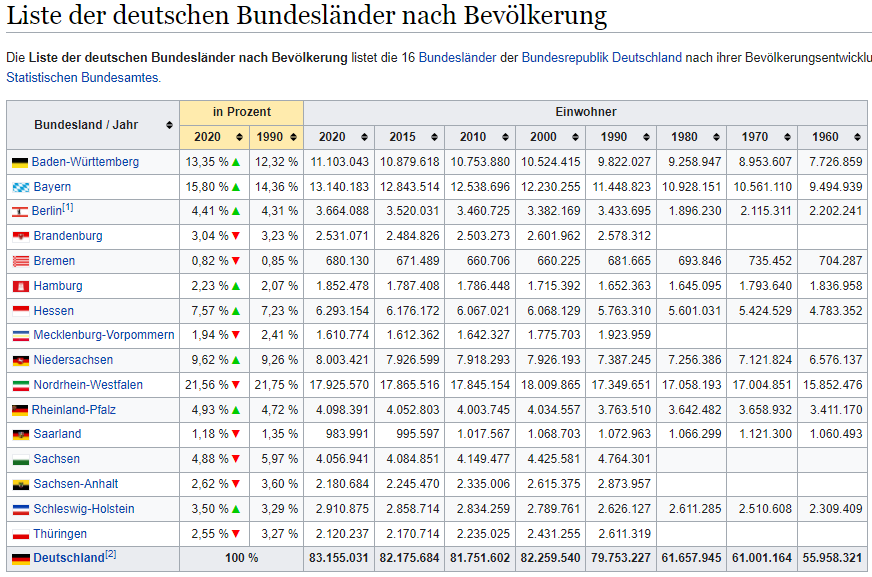 Liste der deutschen Bundesländer nach Bevölkerung
Die Liste der deutschen Bundesländer nach Bevölkerung listet die 16 Bundesländer der Bundesrepublik Deutschland nach ihrer Bevölkerungsentwicklu
Statistischen Bundesamtes.
Bundesland / Jahr in Prozent Einwohner
2020 1990 2020 2015 2010 2000 1990 1980 1970 1960
Baden-Württemberg 13,35 % ▲ 12,32 % 11.103.043 10.879.618 10.753.880 10.524.415 9.822.027 9.258.947 8.953.607 7.726.859
Bayern 15,80 % ▲ 14,36 % 13.140.183 12.843.514 12.538.696 12.230.255 11.448.823 10.928.151 10.561.110 9.494.939
Berlin[1] 4,41 % ▲ 4,31 % 3.664.088 3.520.031 3.460.725 3.382.169 3.433.695 1.896.230 2.115.311 2.202.241
Brandenburg 3,04 % ▼ 3,23 % 2.531.071 2.484.826 2.503.273 2.601.962 2.578.312
Bremen 0,82 % ▼ 0,85 % 680.130 671.489 660.706 660.225 681.665 693.846 735.452 704.287
Hamburg 2,23 % ▲ 2,07 % 1.852.478 1.787.408 1.786.448 1.715.392 1.652.363 1.645.095 1.793.640 1.836.958
Hessen 7,57 % ▲ 7,23 % 6.293.154 6.176.172 6.067.021 6.068.129 5.763.310 5.601.031 5.424.529 4.783.352
Mecklenburg-Vorpommern 1,94 % ▼ 2,41 % 1.610.774 1.612.362 1.642.327 1.775.703 1.923.959
Niedersachsen 9,62 % ▲ 9,26 % 8.003.421 7.926.599 7.918.293 7.926.193 7.387.245 7.256.386 7.121.824 6.576.137
Nordrhein-Westfalen 21,56 % ▼ 21,75 % 17.925.570 17.865.516 17.845.154 18.009.865 17.349.651 17.058.193 17.004.851 15.852.476
Rheinland-Pfalz 4,93 % ▲ 4,72 % 4.098.391 4.052.803 4.003.745 4.034.557 3.763.510 3.642.482 3.658.932 3.411.170
Saarland 1,18 % ▼ 1,35 % 983.991 995.597 1.017.567 1.068.703 1.072.963 1.066.299 1.121.300 1.060.493
Sachsen 4,88 % ▼ 5,97 % 4.056.941 4.084.851 4.149.477 4.425.581 4.764.301
Sachsen-Anhalt 2,62 % ▼ 3,60 % 2.180.684 2.245.470 2.335.006 2.615.375 2.873.957
Schleswig-Holstein 3,50 % ▲ 3,29 % 2.910.875 2.858.714 2.834.259 2.789.761 2.626.127 2.611.285 2.510.608 2.309.409
Thüringen 2,55 % ▼ 3,27 % 2.120.237 2.170.714 2.235.025 2.431.255 2.611.319
Deutschland[2] 100 % 83.155.031 82.175.684 81.751.602 82.259.540 79.753.227 61.657.945 61.001.164 55.958.321